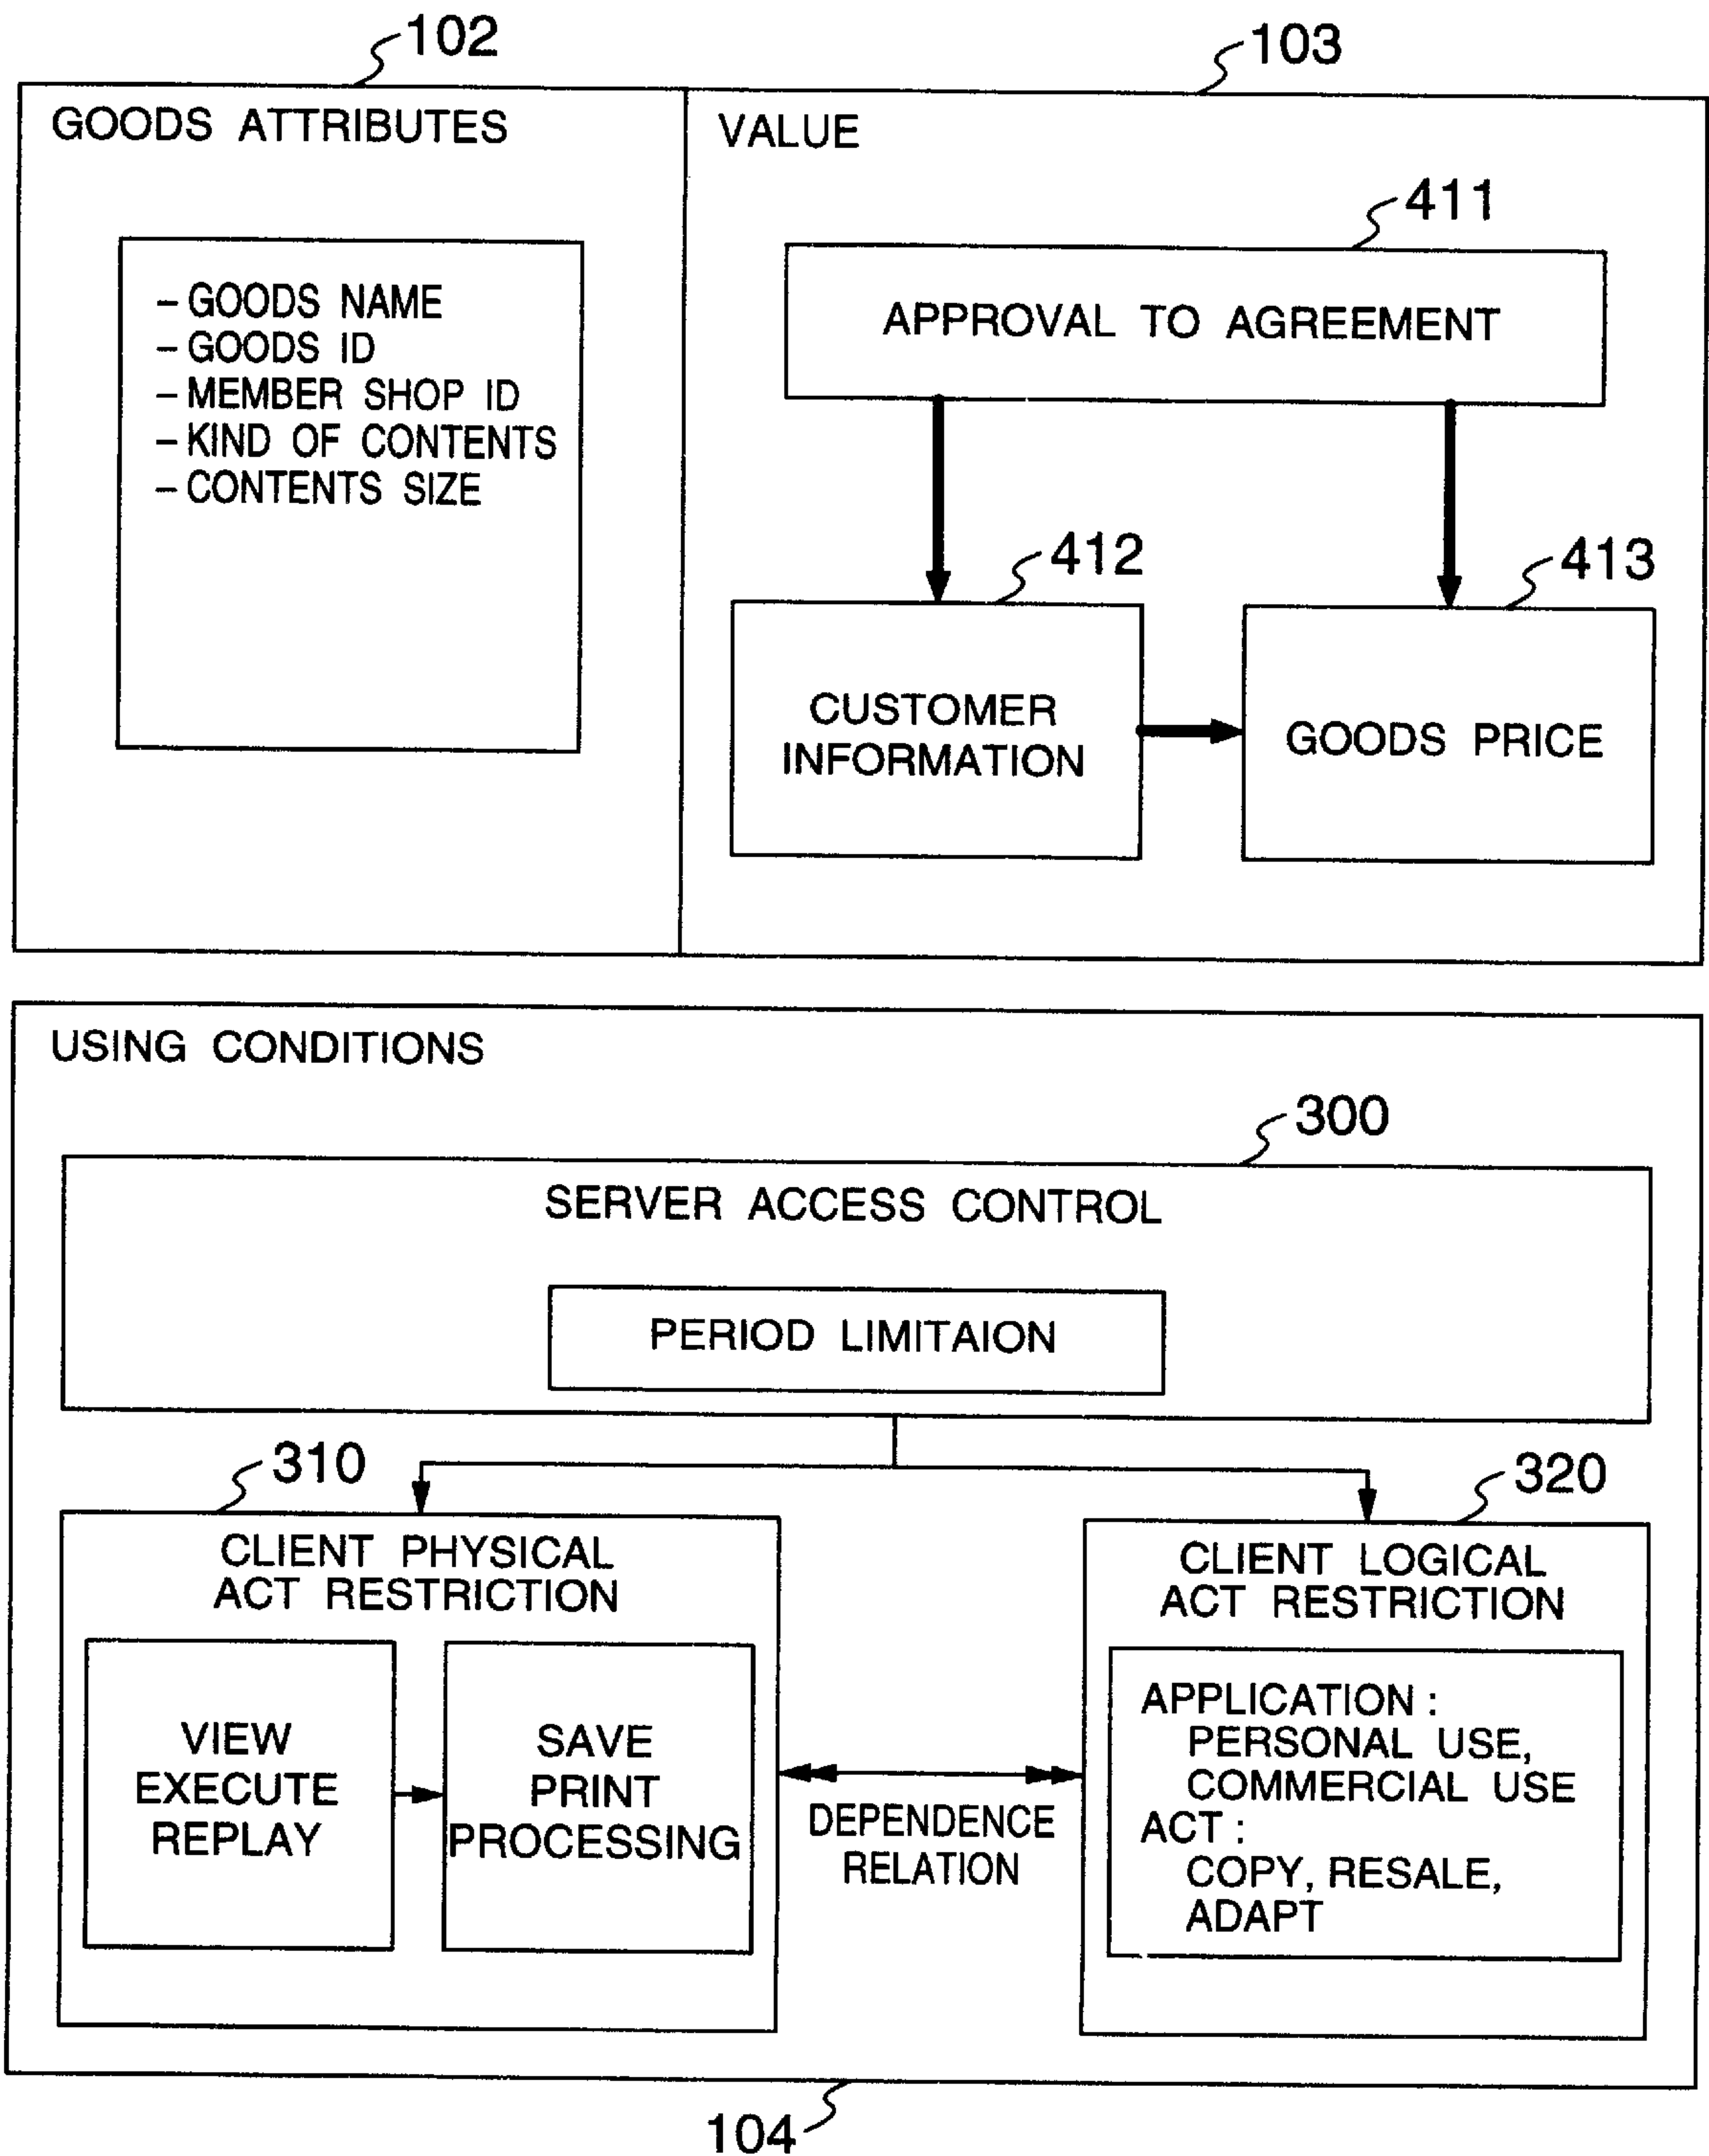 102
103
GOODS ATTRIBUTES
VALUE
411
– GOODS NAME
– GOODS ID
– MEMBER SHOP ID
– KIND OF CONTENTS
– CONTENTS SIZE
APPROVAL TO AGREEMENT
412
413
CUSTOMER
INFORMATION
GOODS PRICE
USING CONDITIONS
300
SERVER ACCESS CONTROL
PERIOD LIMITAION
310
320
CLIENT PHYSICAL
ACT RESTRICTION
VIEW
EXECUTE
REPLAY
SAVE
PRINT
PROCESSING
DEPENDENCE
RELATION
CLIENT LOGICAL
ACT RESTRICTION
APPLICATION :
PERSONAL USE,
COMMERCIAL USE
ACT :
COPY, RESALE,
ADAPT
104